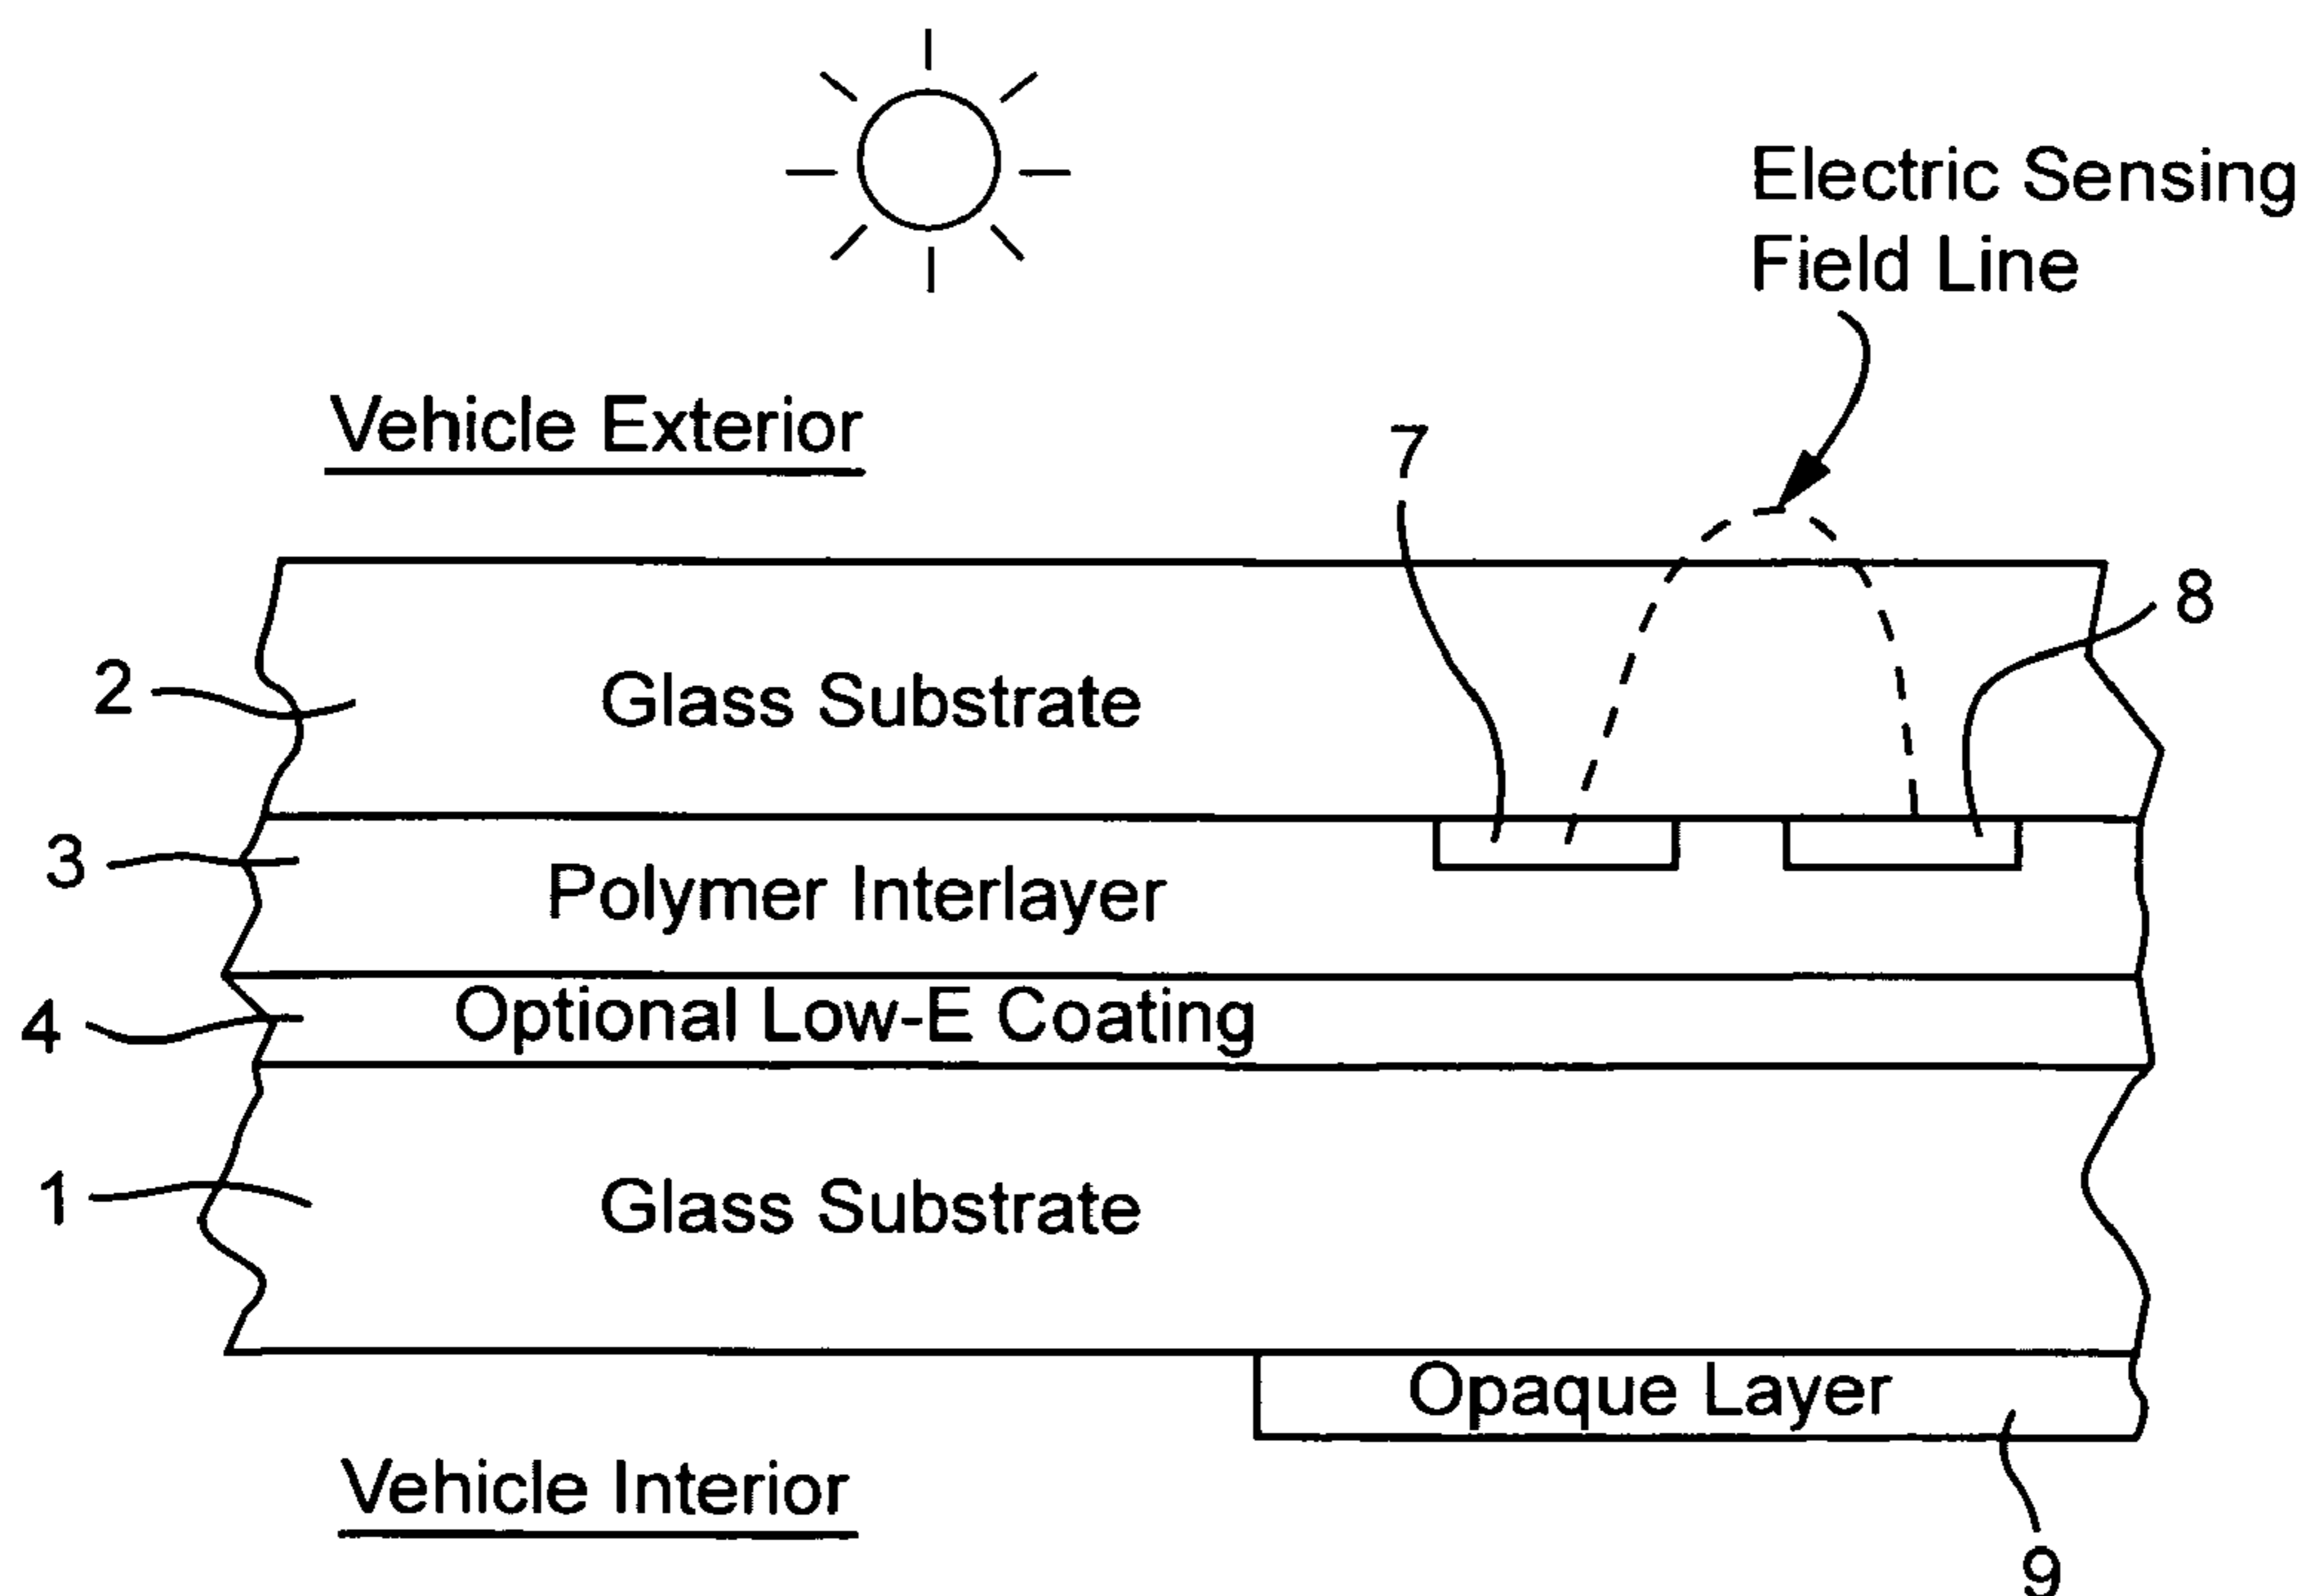 Electric Sensing
Field Line
Vehicle Exterior
7
8
2
Glass Substrate
3
Polymer Interlayer
4
Optional Low-E Coating
1
Glass Substrate
Opaque Layer
Vehicle Interior
9